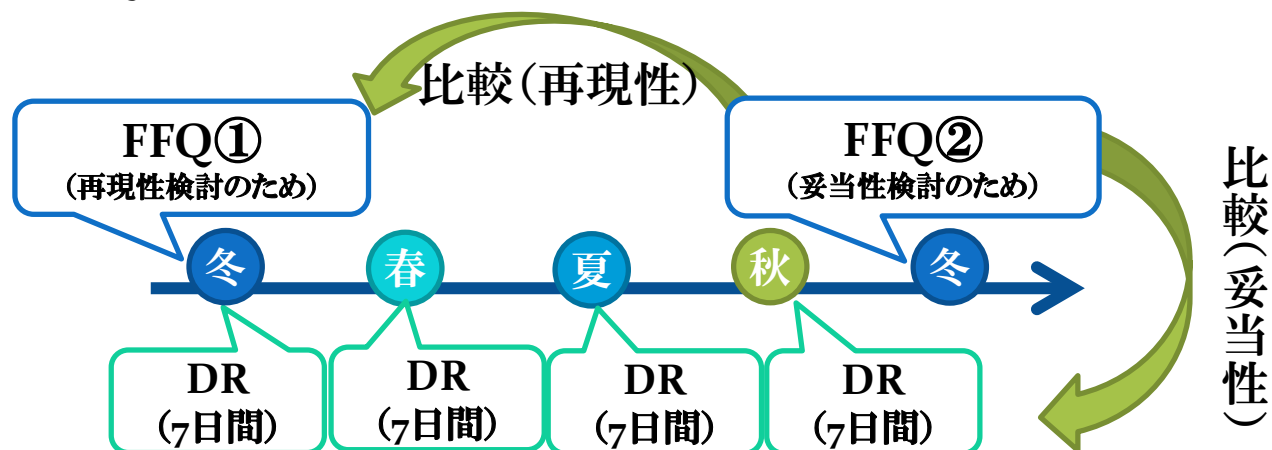 比較（再現性）
FFQ①
（再現性検討のため）
FFQ②
（妥当性検討のため）
比較（妥当性）
冬
春
夏
秋
冬
DR
（7日間）
DR
（7日間）
DR
（7日間）
DR
（7日間）